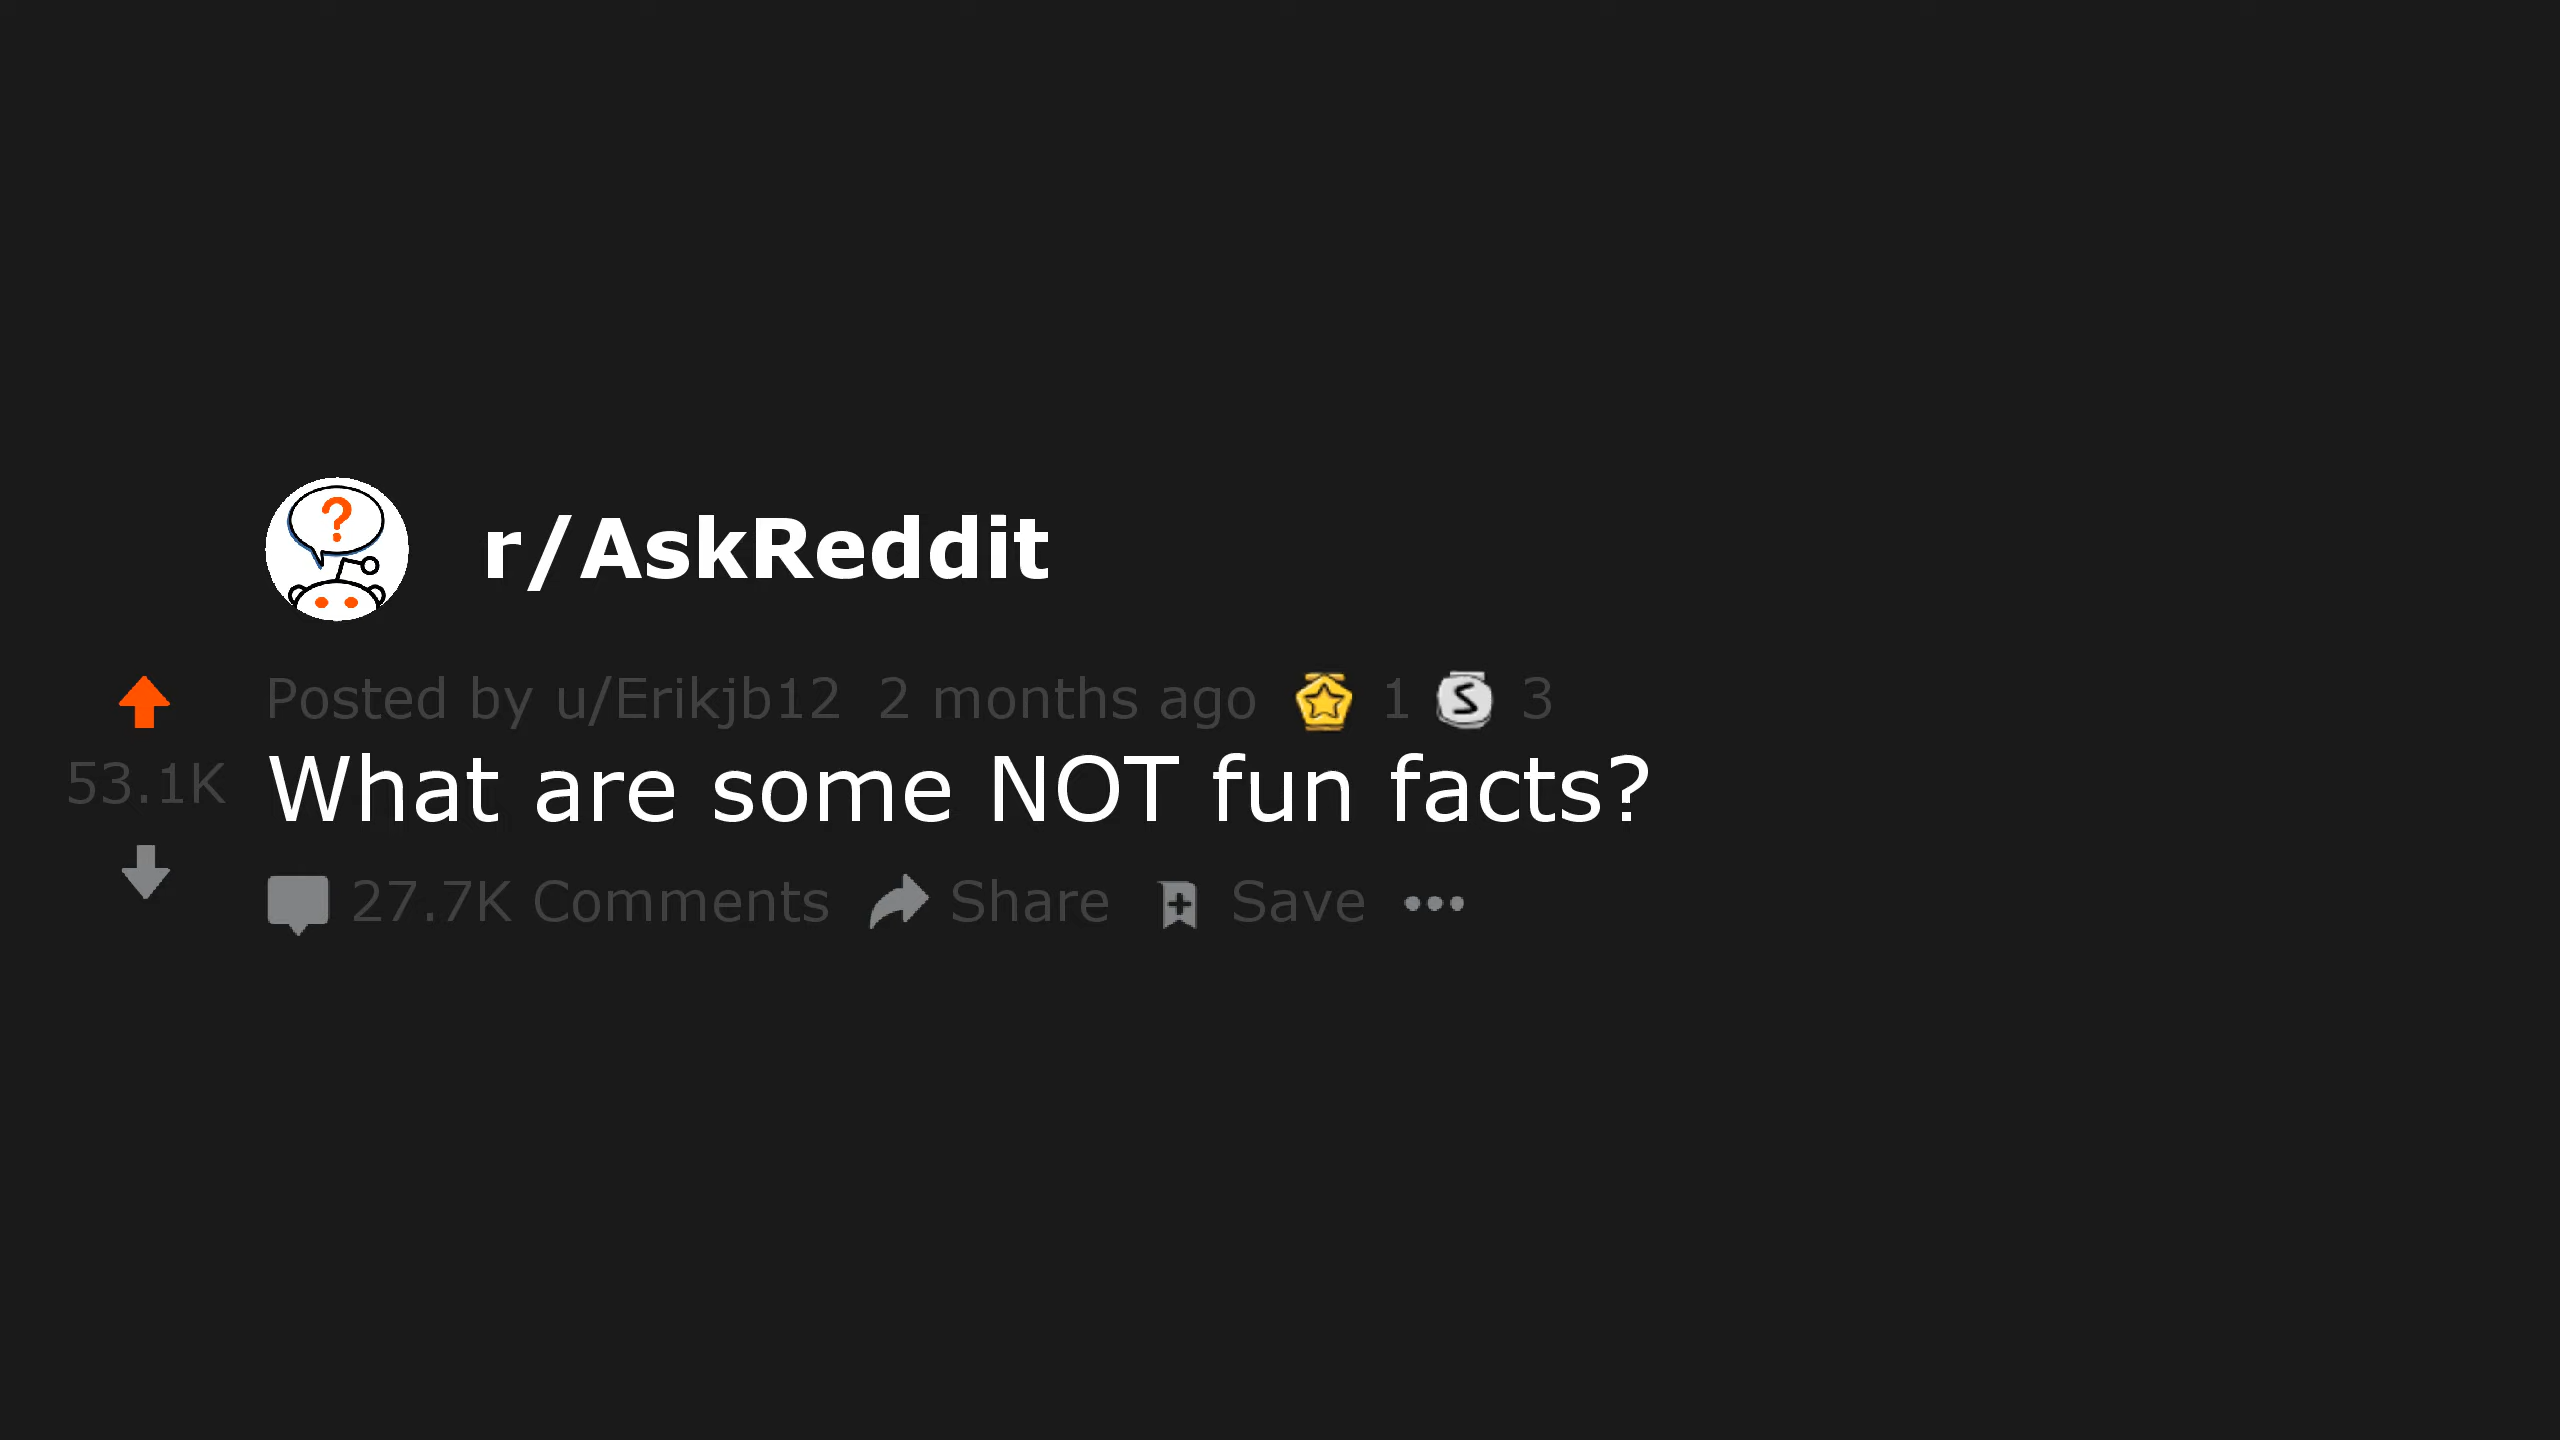 ?
r/AskReddit
Posted by u/Erikjb12 2 months ago 1 S 3
53.1K
What are some NOT fun facts?
27.7K Comments Share Save •••